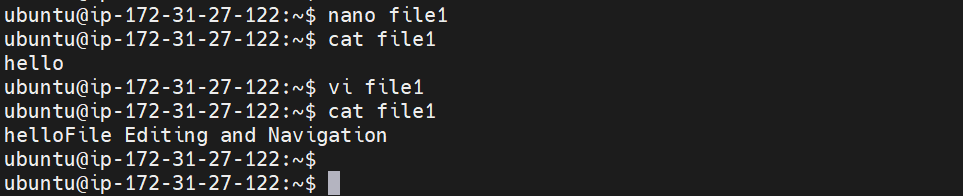 ubuntu@ip-172-31-27-122:~$ nano file1
ubuntu@ip-172-31-27-122:~$ cat file1
hello
ubuntu@ip-172-31-27-122:~$ vi file1
ubuntu@ip-172-31-27-122:~$ cat file1
helloFile Editing and Navigation
ubuntu@ip-172-31-27-122:~$
ubuntu@ip-172-31-27-122:~$